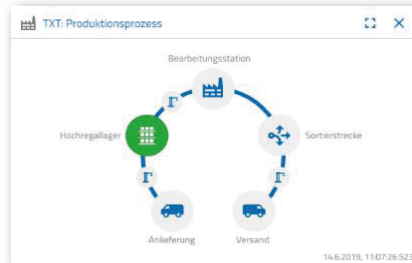 TXT: Produktionsprozess
Bearbeitungsstation
Hochregallager
Sortierstrecke
Anlieferung
Versand
14.6.2019, 11:07:26.523